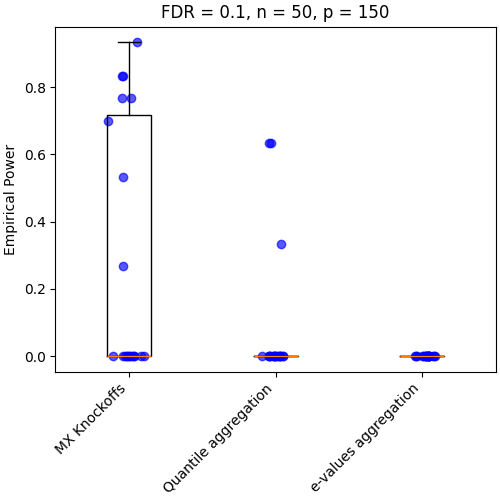 FDR = 0.1, n = 50, p = 150
Empirical Power
0.8
0.6
0.4
0.2
0.0
MX Knockoffs
Quantile aggregation
e-values aggregation